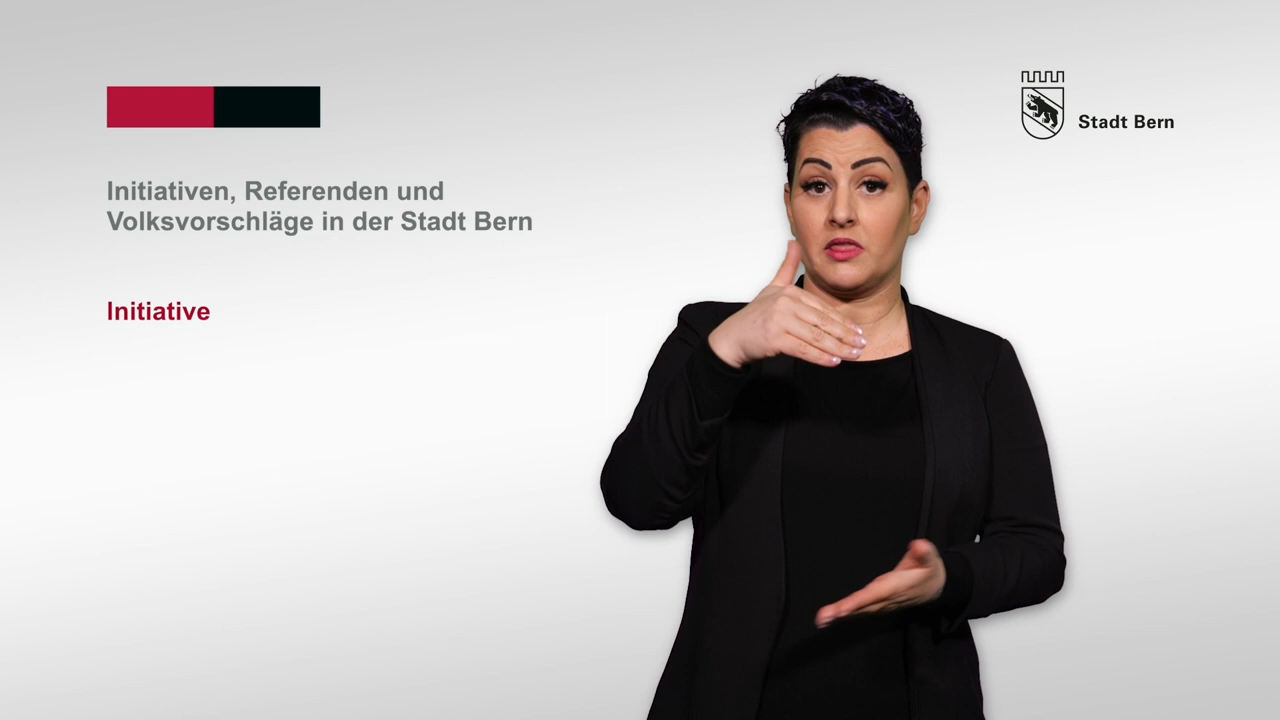 Stadt Bern
Initiativen, Referenden und
Volksvorschläge in der Stadt Bern
Initiative